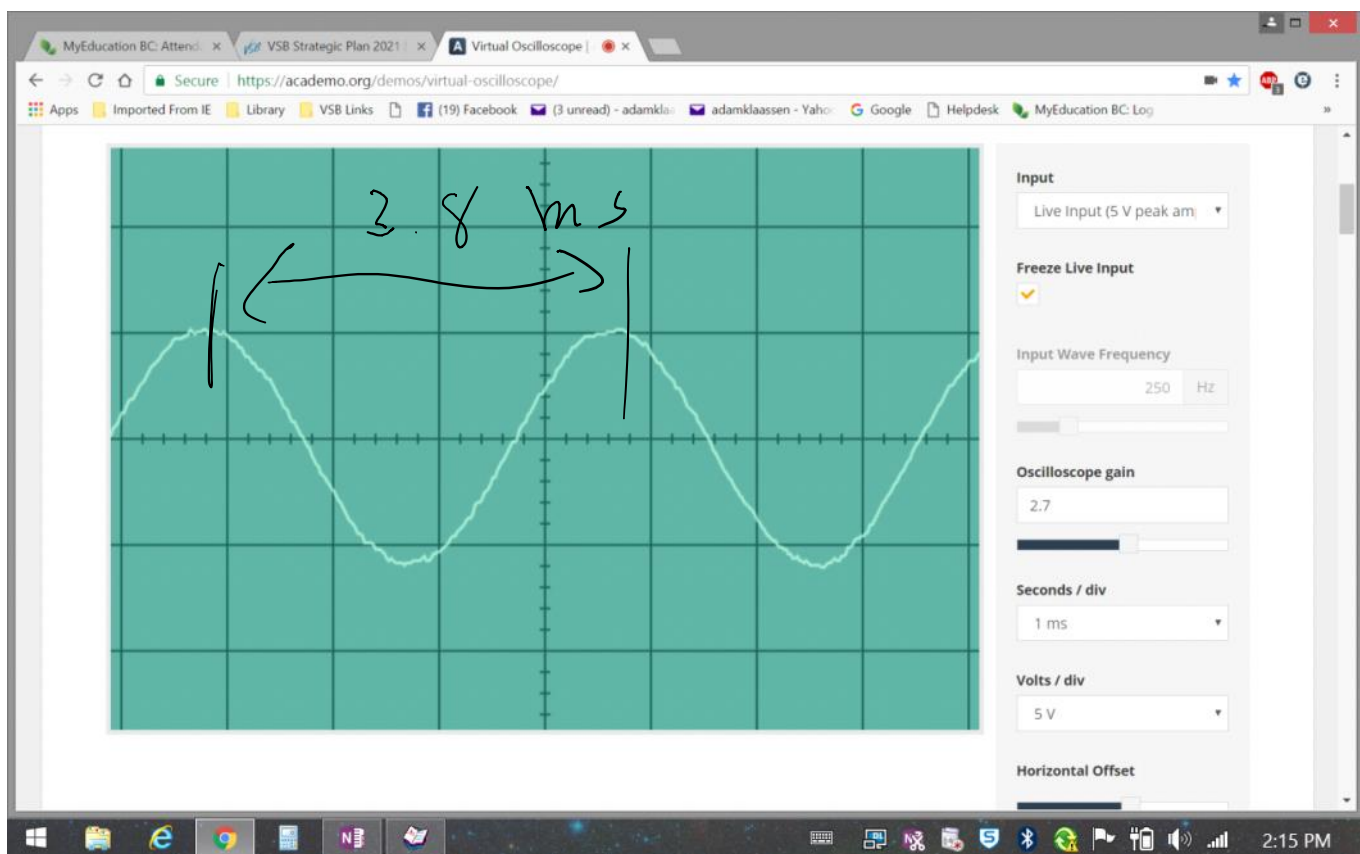 MyEducation BC: Attend
VSB Strategic Plan 2021
Virtual Oscilloscope |
Secure https://academo.org/demos/virtual-oscilloscope/
Apps Imported From IE Library VSB Links (19) Facebook (3 unread) - adamklaa adamklaassen - Yaho Google Helpdesk MyEducation BC: Log
3.8 ms
Input
Live Input (5 V peak am
Freeze Live Input
Input Wave Frequency
250 Hz
Oscilloscope gain
2.7
Seconds / div
1 ms
Volts / div
5 V
Horizontal Offset
2:15 PM